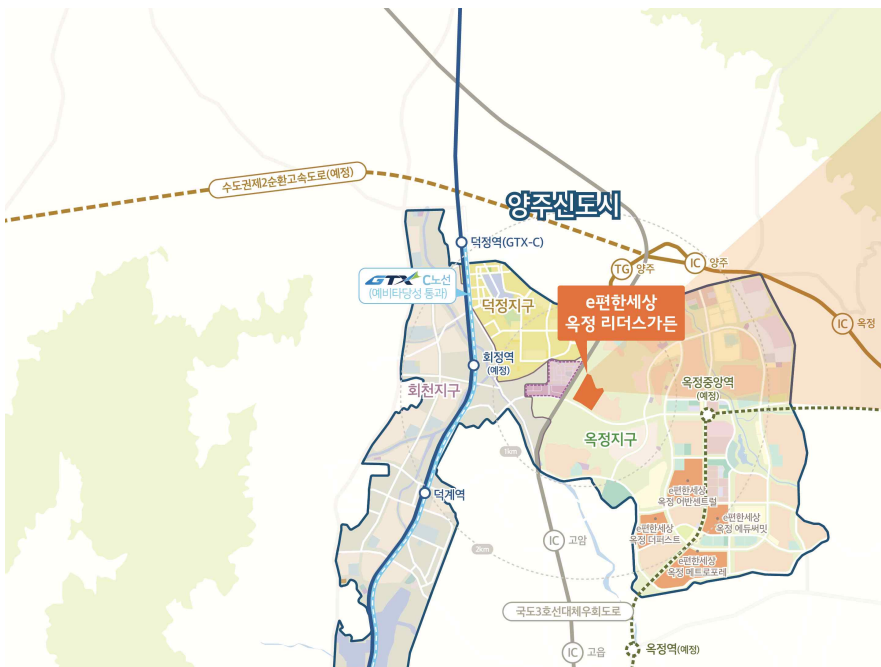 수도권제2순환고속도로(예정)
양주신도시
덕정역(GTX-C)
TG 양주
IC 양주
GTX C노선
(예비타당성 통과)
덕정지구
e편한세상
옥정 리더스가든
IC 옥정
회정역
(예정)
회천지구
옥정중앙역
(예정)
옥정지구
1km
덕계역
e편한세상
옥정 어반센트럴
e편한세상
옥정 더퍼스트
e편한세상
옥정 에듀써밋
IC 고암
2km
e편한세상
옥정 메트로포레
국도3호선대체우회도로
IC 고읍
옥정역(예정)